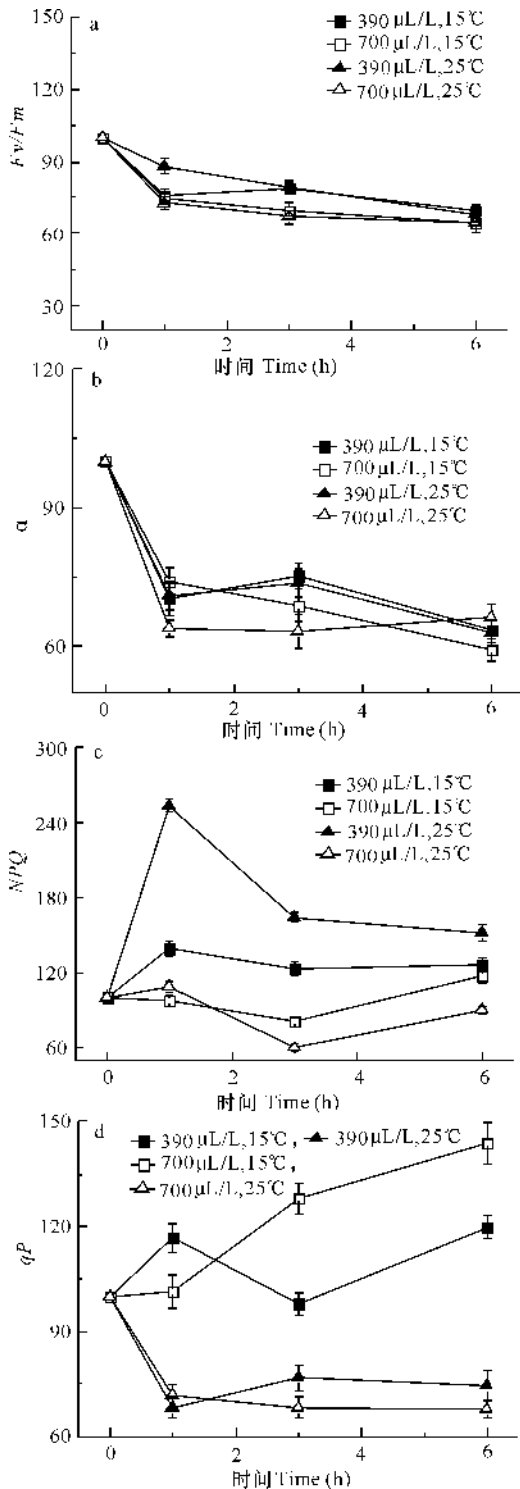 a
390 μL/L,15℃
700 μL/L,15℃
390 μL/L,25℃
700 μL/L,25℃
150
120
90
60
30
Fv/Fm
0 2 4 6
时间 Time (h)
b
390 μL/L,15℃
700 μL/L,15℃
390 μL/L,25℃
700 μL/L,25℃
120
90
60
α
0 2 4 6
时间 Time (h)
c
390 μL/L,15℃
700 μL/L.15℃
390 μL/L,25℃
700 μL/L,25℃
300
240
180
120
60
NPQ
0 2 4 6
时间 Time (h)
d
390 μL/L,15℃, 390 μL/L,25℃
700 μL/L,15℃,
700 μL/L,25℃
150
120
90
60
qP
0 2 4 6
时间 Time (h)